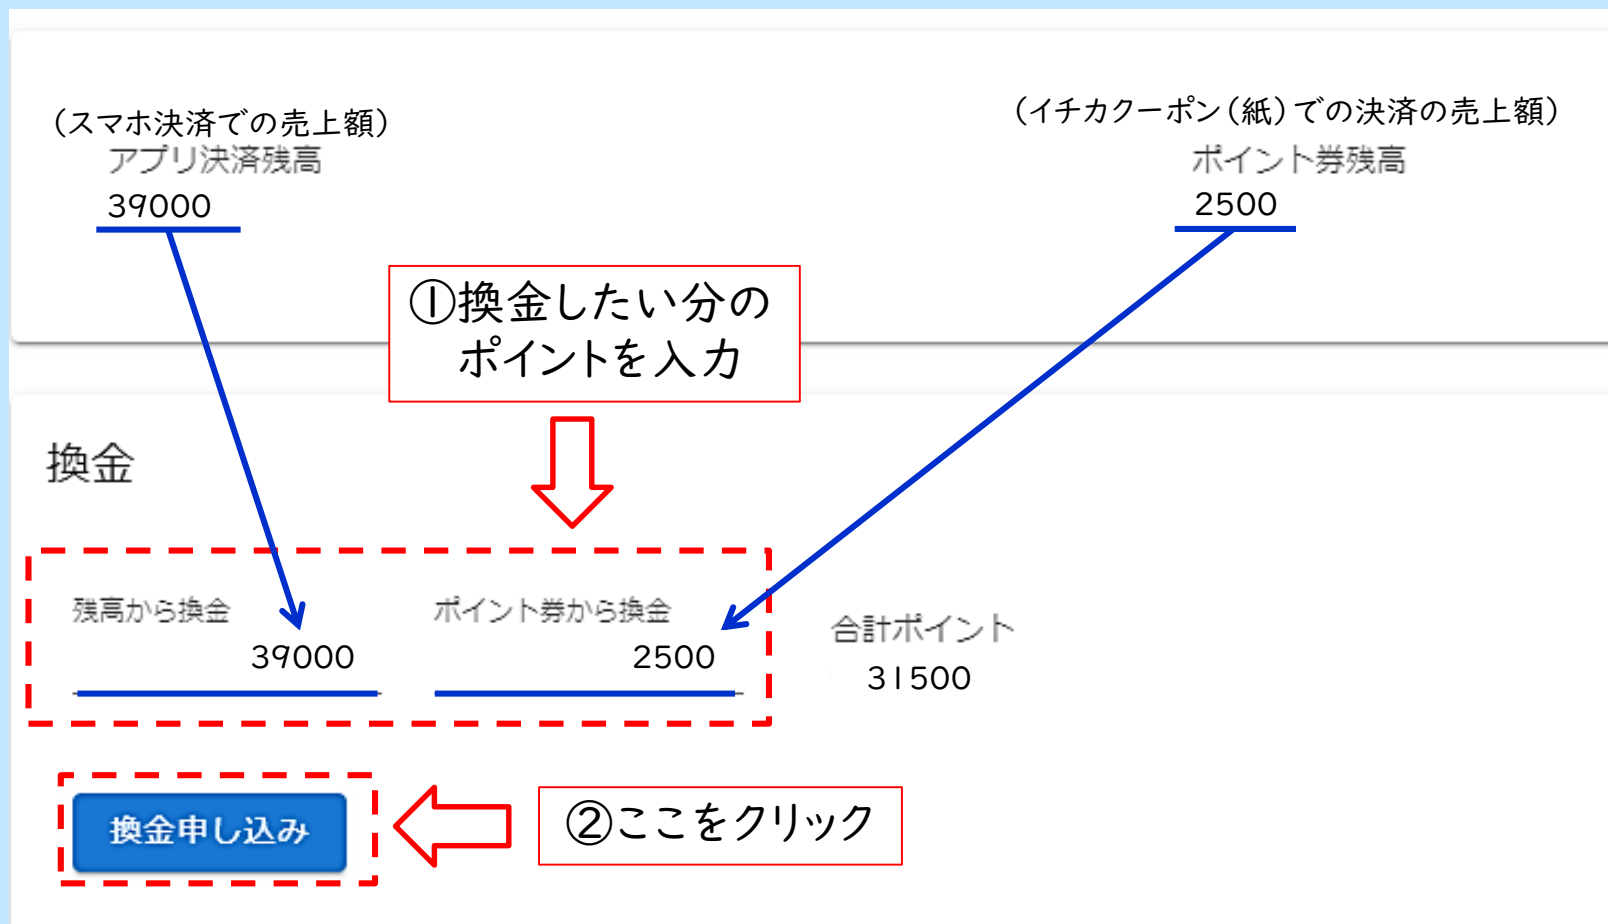 (スマホ決済での売上額)
アプリ決済残高
39000
(イチカクーポン(紙)での決済の売上額)
ポイント券残高
2500
①換金したい分の
ポイントを入力
換金
残高から換金
39000
ポイント券から換金
2500
合計ポイント
31500
換金申し込み
②ここをクリック